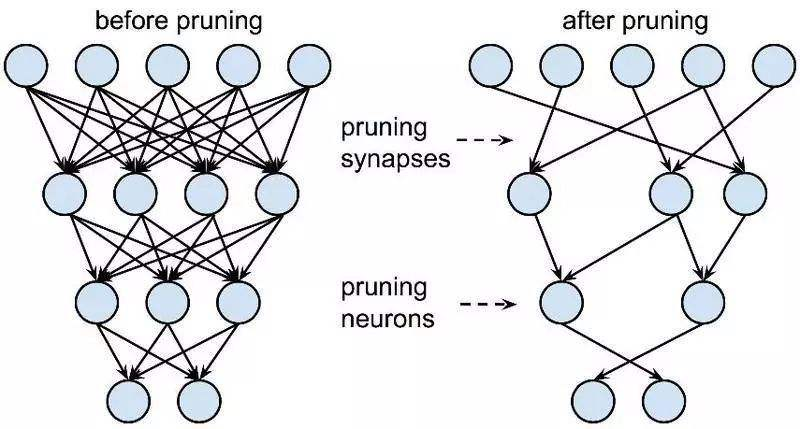 before pruning
after pruning
pruning
synapses
pruning
neurons